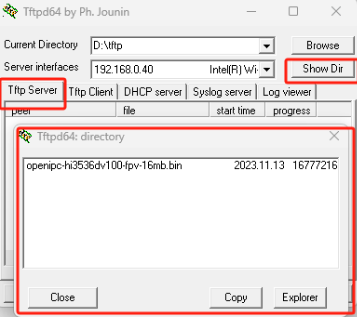 Tftpd64 by Ph. Jounin
Current Directory D:\tftp Browse
Server interfaces 192.168.0.40 Intel(R) Wi- Show Dir
Tftp Server Tftp Client DHCP server Syslog server Log viewer
peer file start time progress
Tftpd64: directory
openipc-hi3536dv100-fpv-16mb.bin 2023.11.13 16777216
Close Copy Explorer